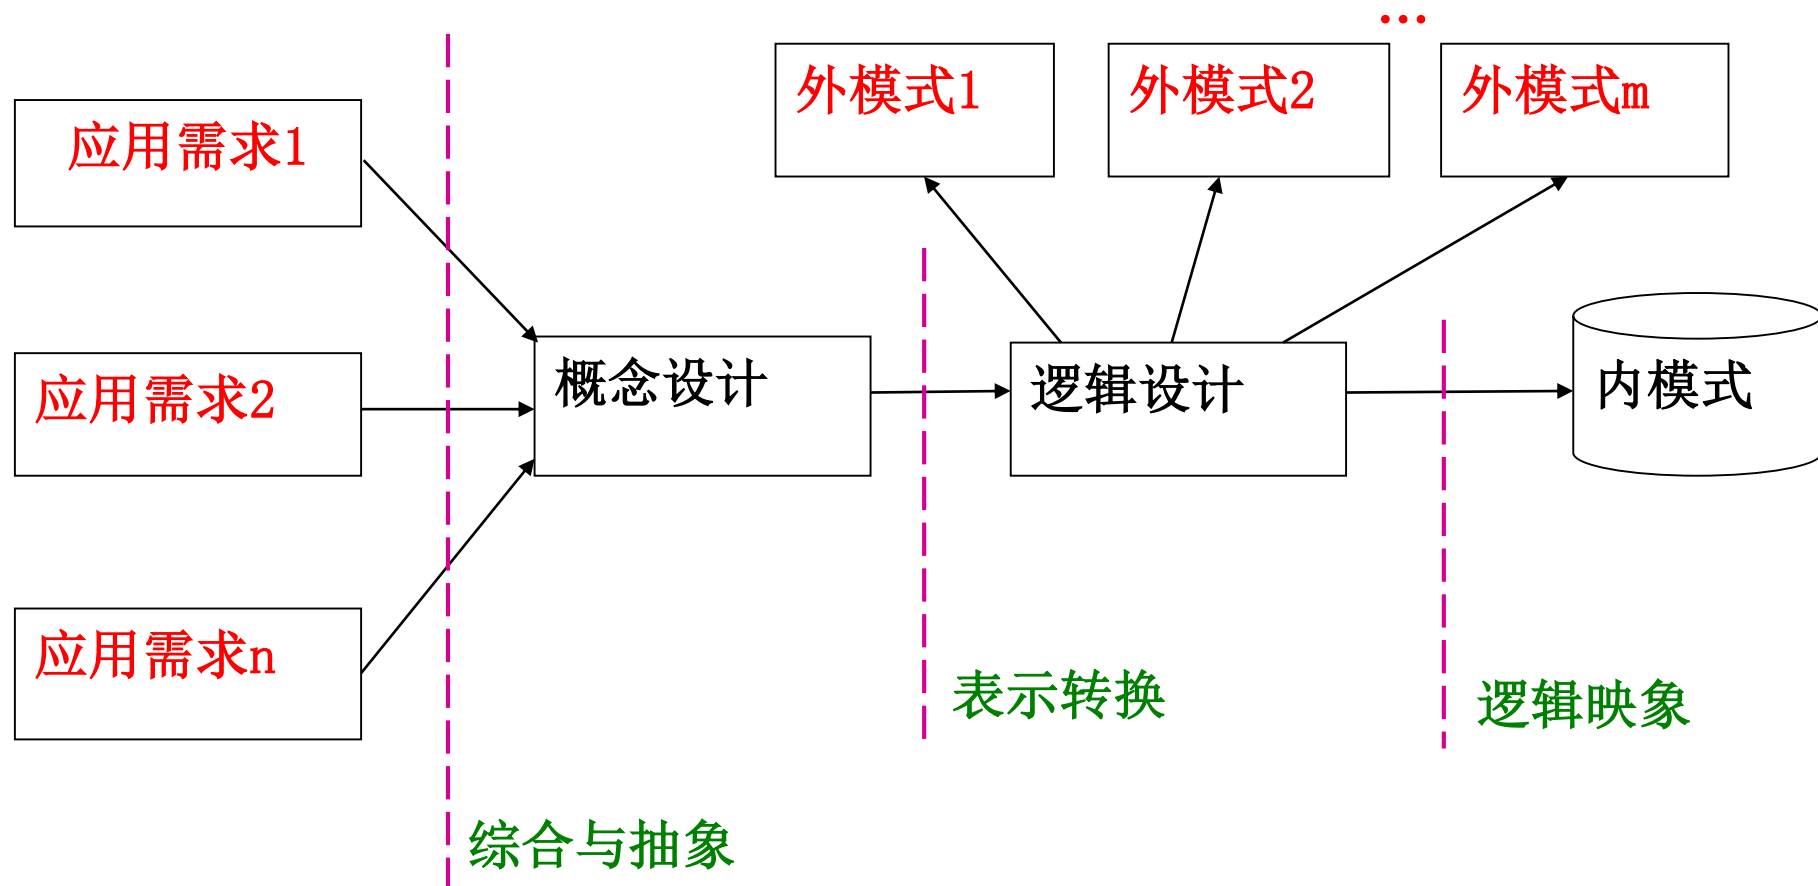 …
外模式1
外模式2
外模式m
应用需求1
应用需求2
概念设计
逻辑设计
内模式
应用需求n
表示转换
逻辑映象
综合与抽象